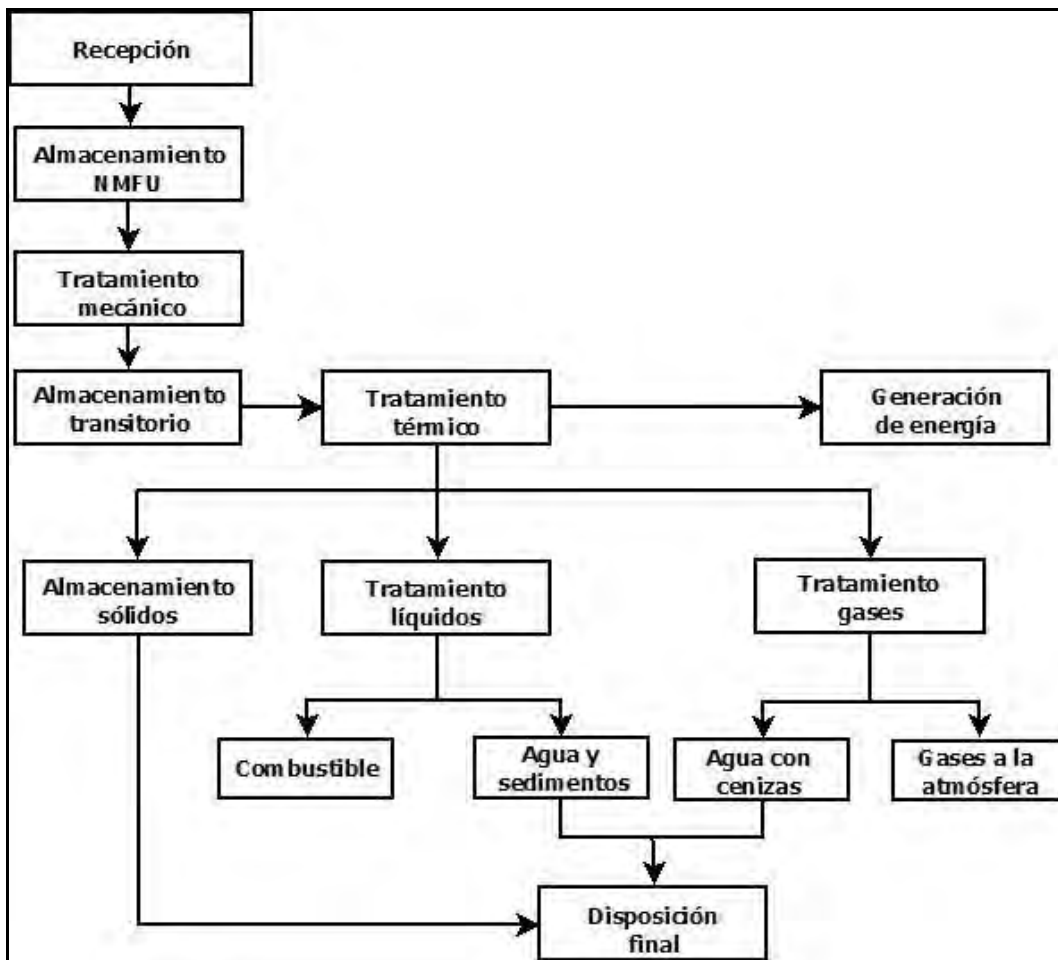 Recepción
Almacenamiento
NMFU
Tratamiento
mecánico
Almacenamiento
transitorio
Tratamiento
térmico
Generación
de energía
Almacenamiento
sólidos
Tratamiento
líquidos
Tratamiento
gases
Combustible
Agua y
sedimentos
Agua con
cenizas
Gases a la
atmósfera
Disposición
final